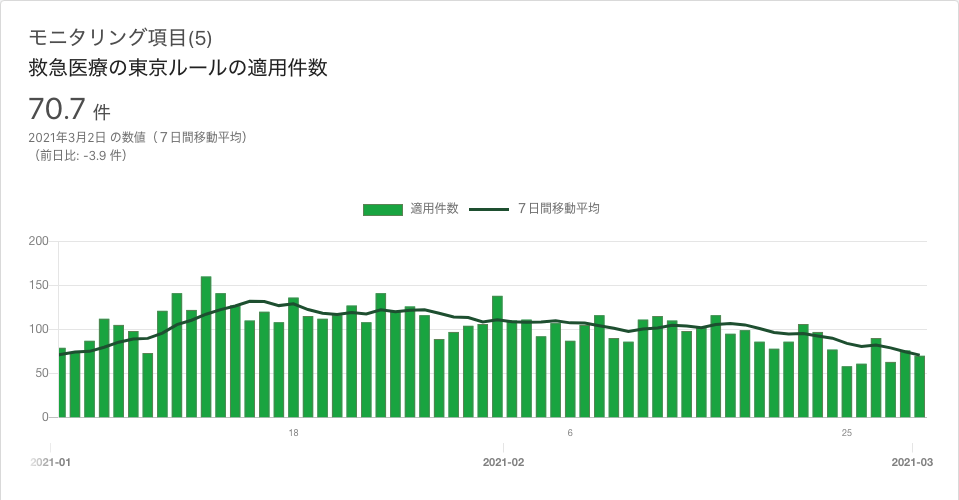 モニタリング項目(5)
救急医療の東京ルールの適用件数
70.7 件
2021年3月2日 の数値（７日間移動平均）
（前日比: -3.9 件）
適用件数 ７日間移動平均
200
150
100
50
0
18 6 25
2021-01 2021-02 2021-03